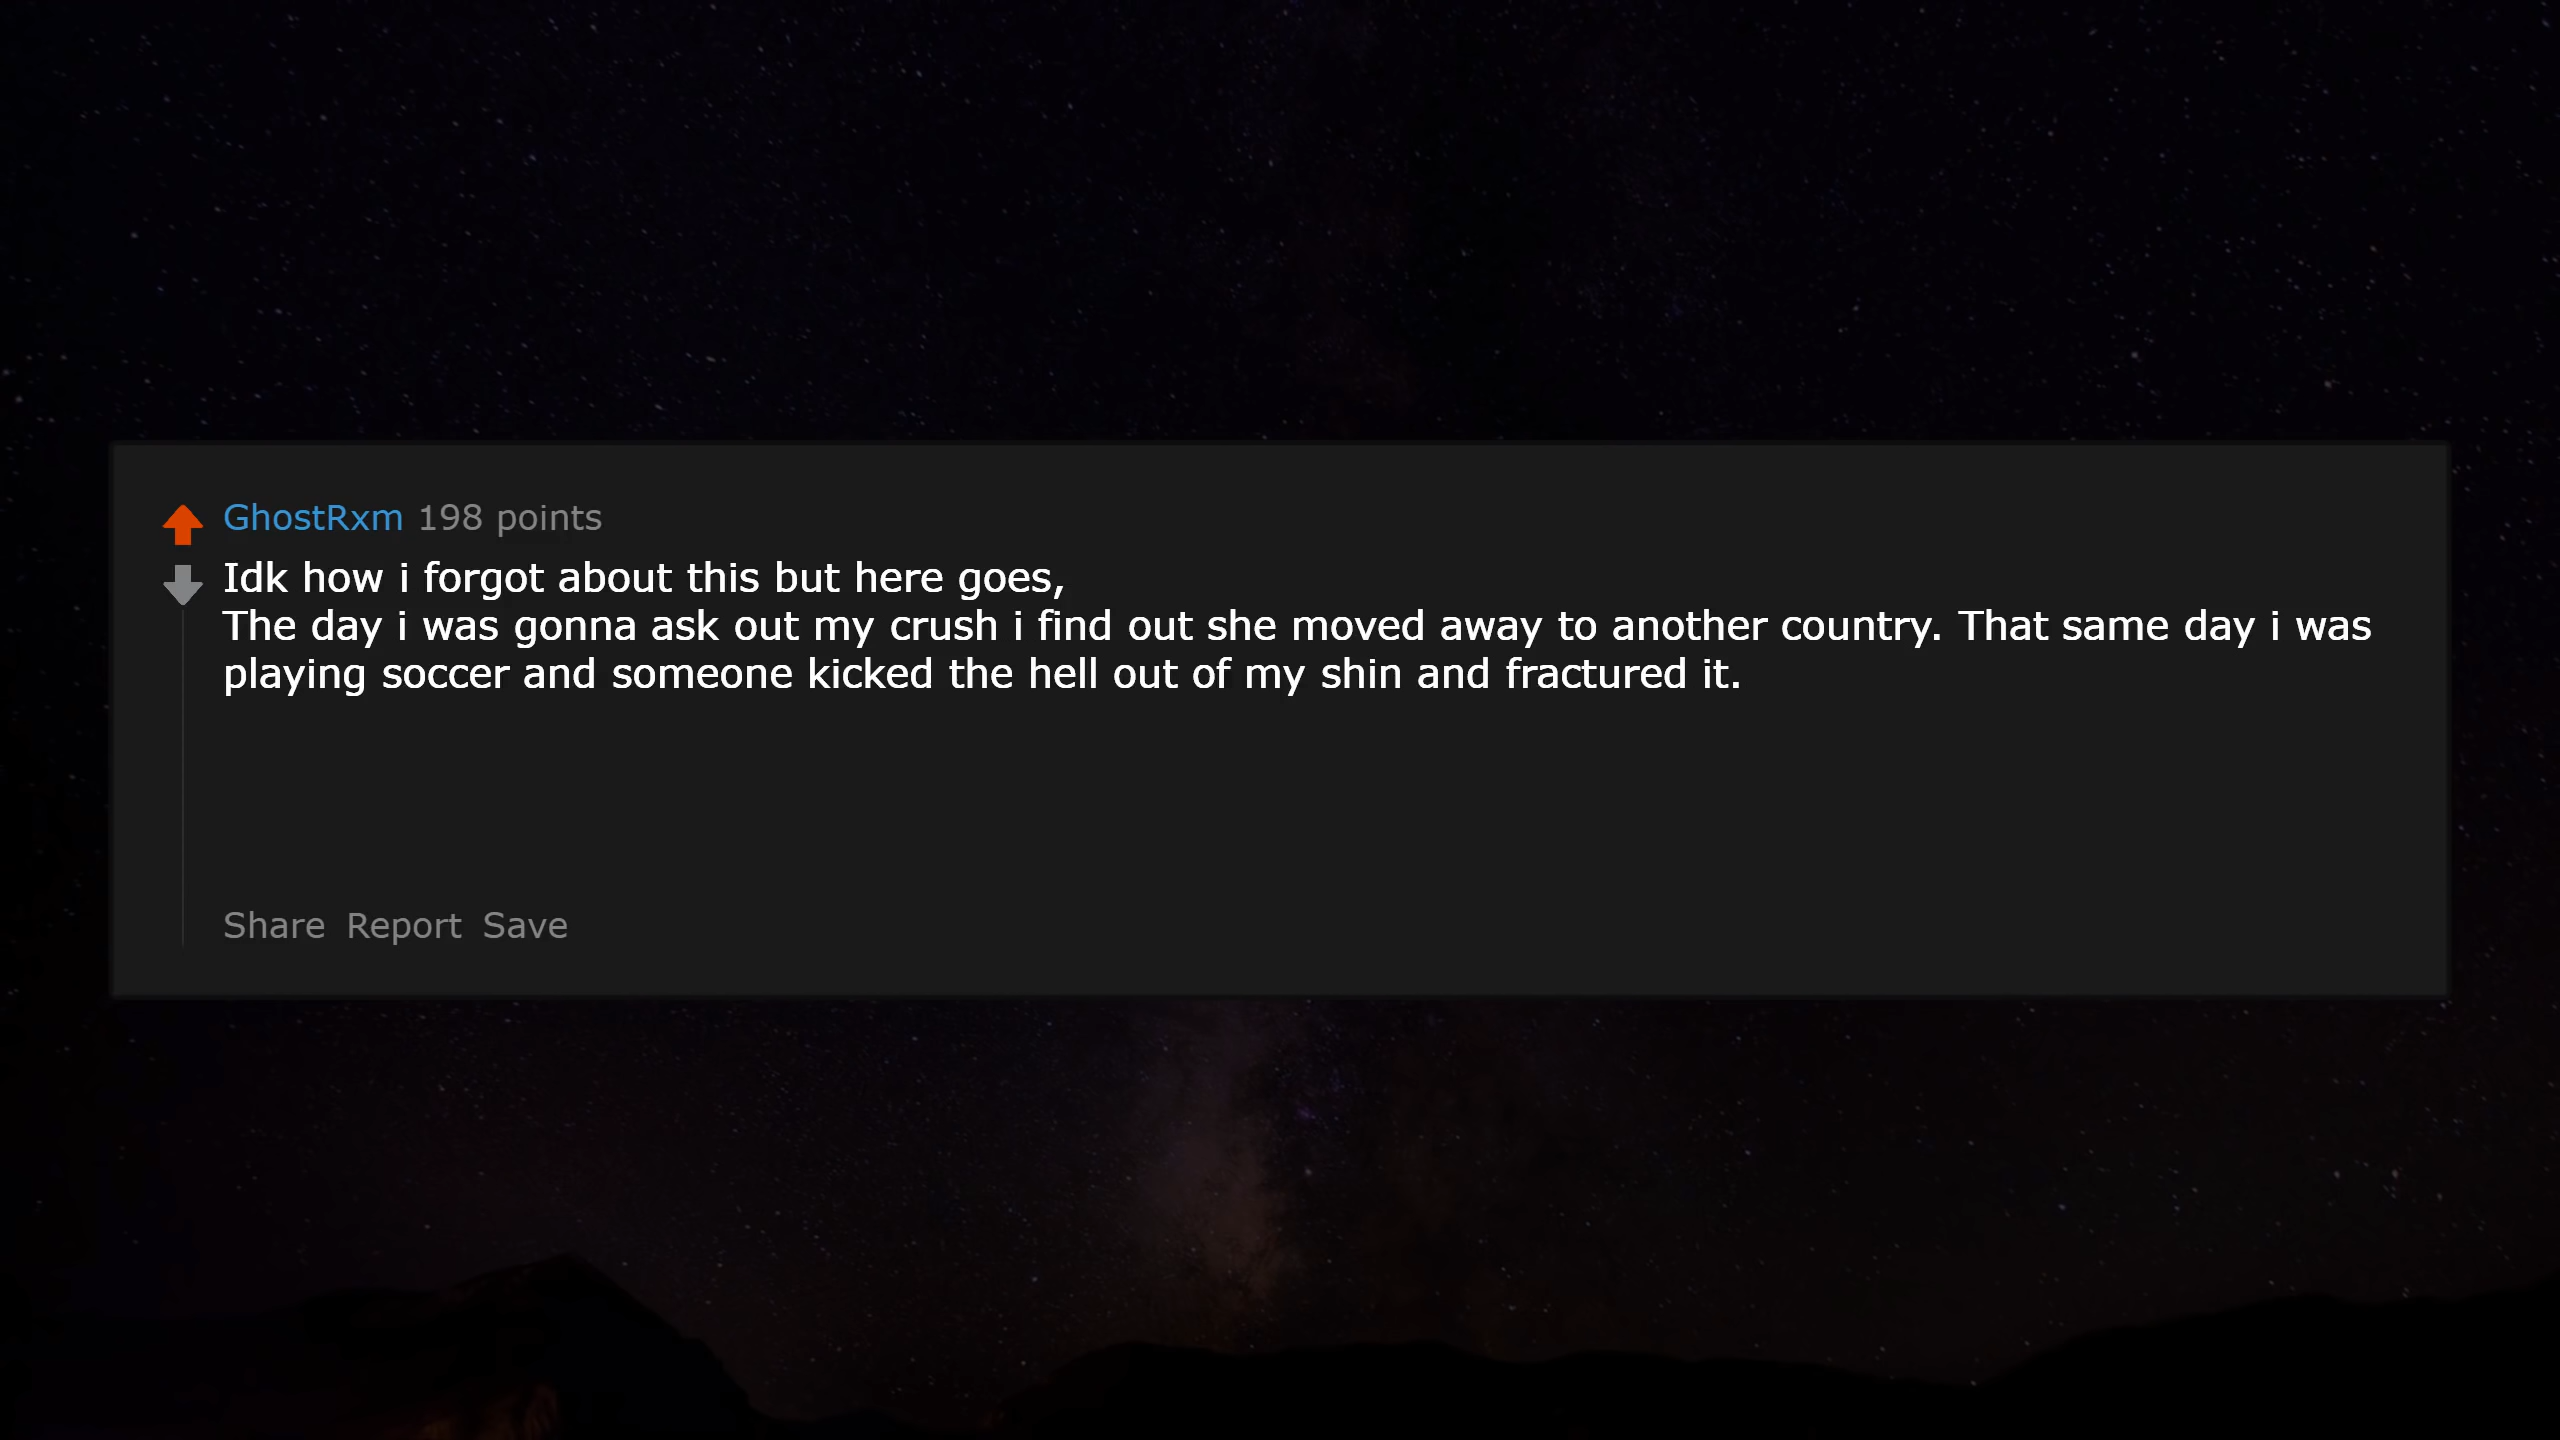 GhostRxm 198 points
Idk how i forgot about this but here goes,
The day i was gonna ask out my crush i find out she moved away to another country. That same day i was
playing soccer and someone kicked the hell out of my shin and fractured it.
Share Report Save